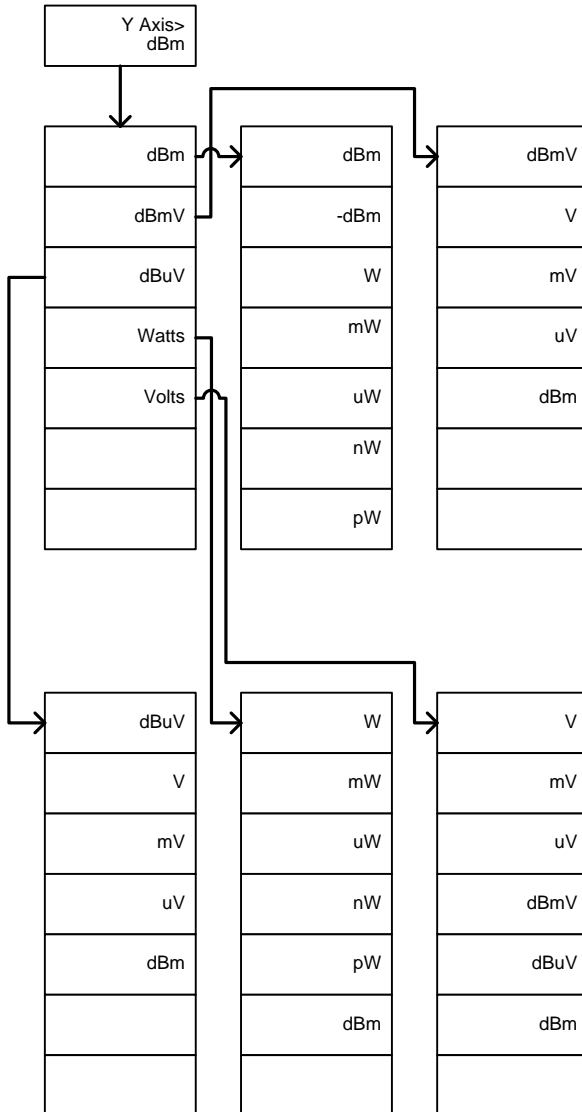 Y Axis>
dBm
dBm
dBmV
dBuV
Watts
Volts
dBm
-dBm
W
mW
uW
nW
pW
dBmV
V
mV
uV
dBm
dBuV
V
mV
uV
dBm
W
mW
uW
nW
pW
dBm
V
mV
uV
dBmV
dBuV
dBm